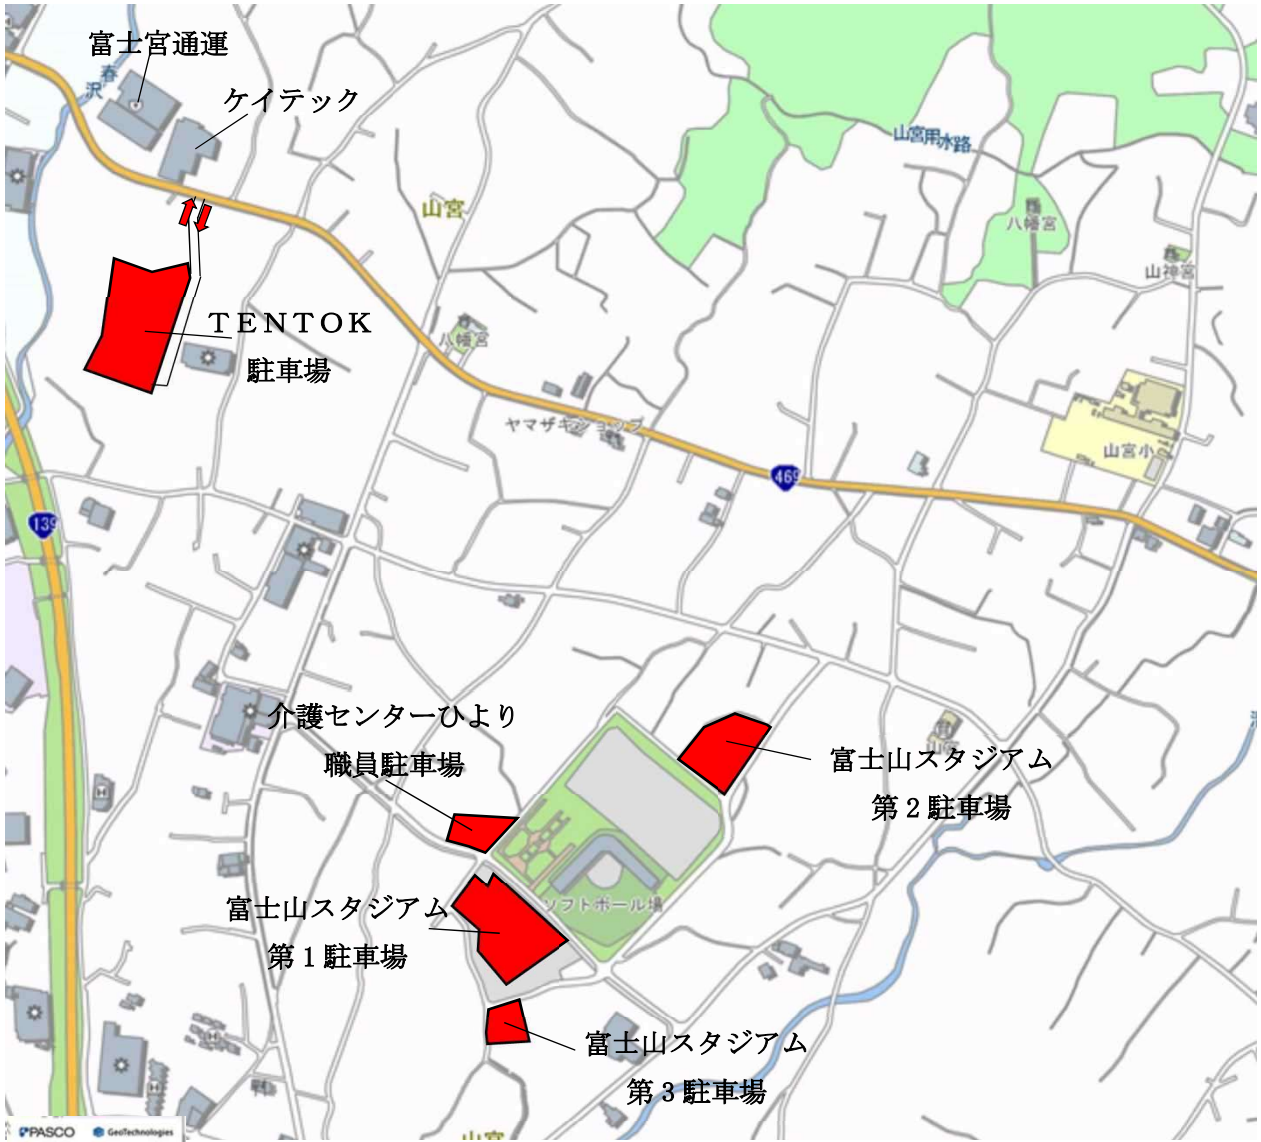 富士宮通運
春
沢
ケイテック
山宮用水路
山宮
八幡宮
山神宮
TENTOK
駐車場
八幡宮
ヤマザキショップ
山宮小
469
139
介護センターひより
職員駐車場
富士山スタジアム
第2駐車場
ソフトボール場
富士山スタジアム
第1駐車場
富士山スタジアム
第3駐車場
山宮
PASCO
GeoTechnologies